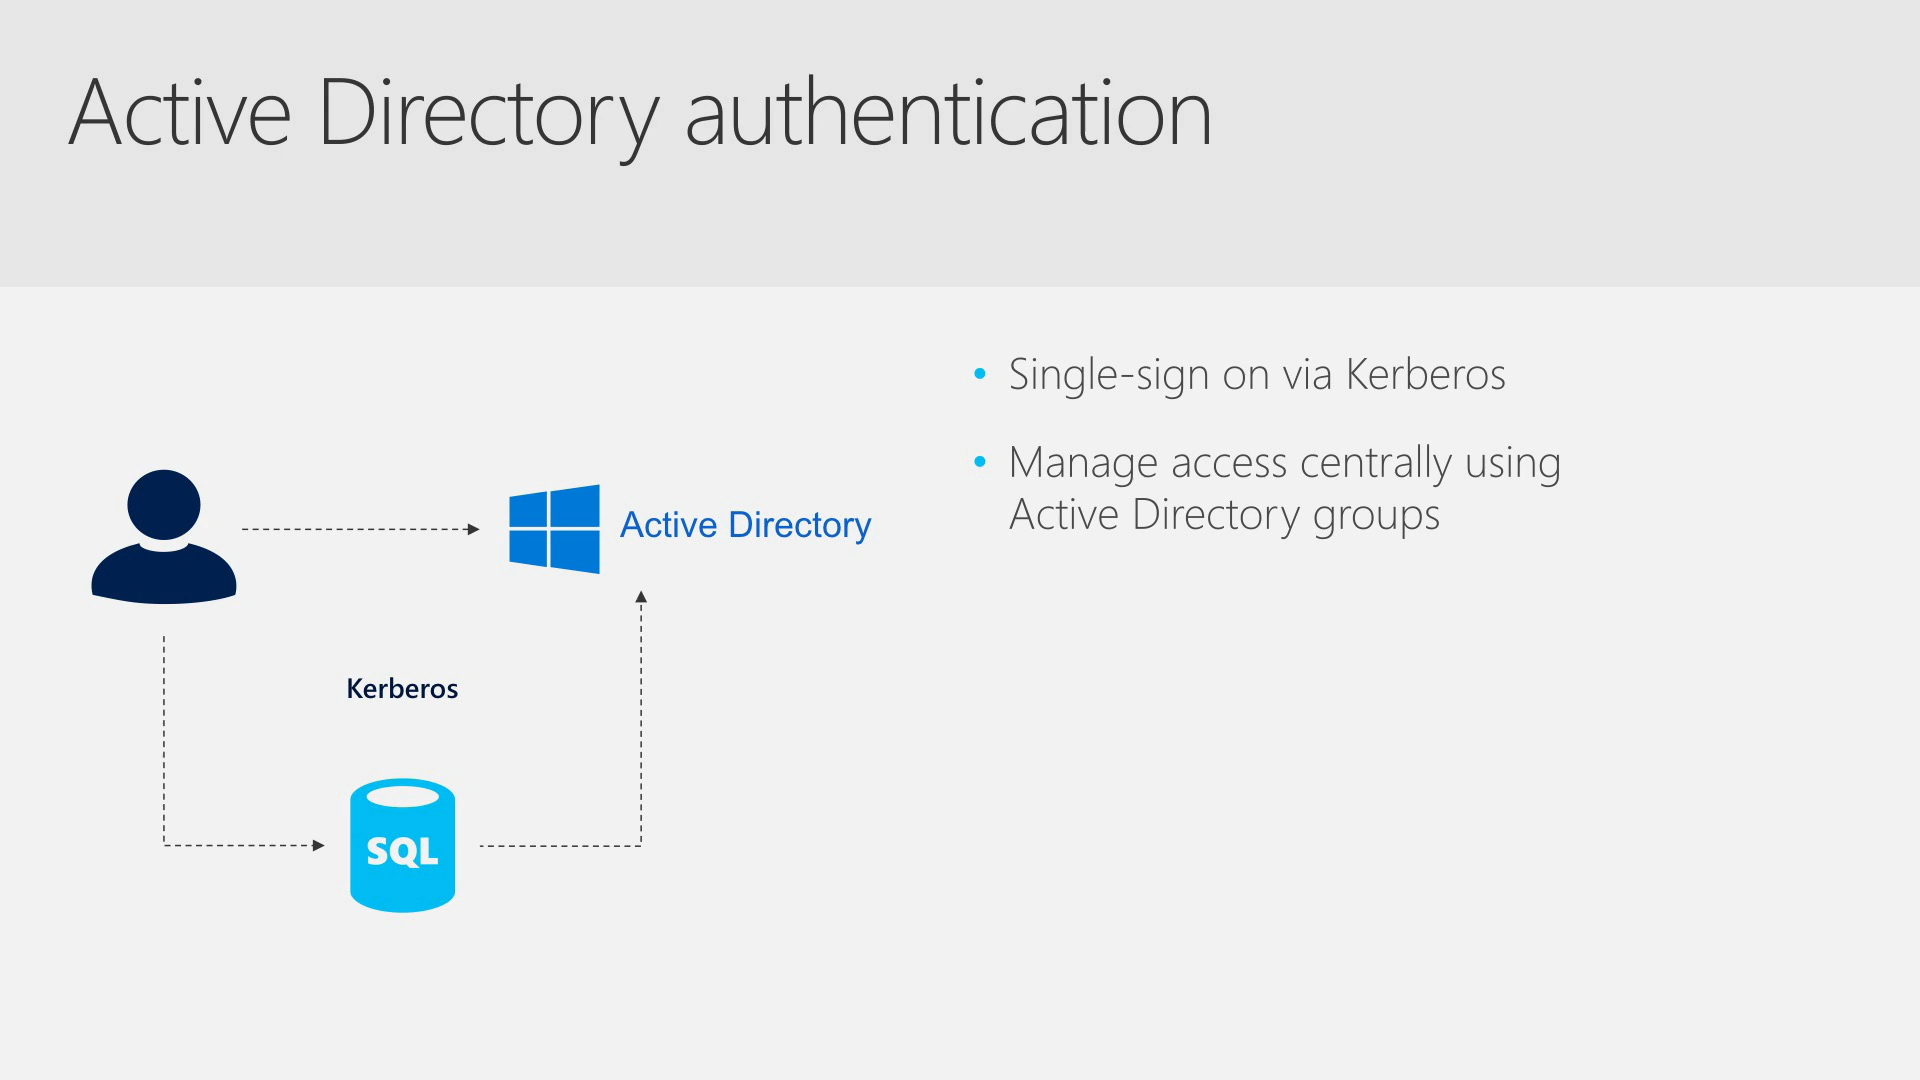 Active Directory authentication
• Single-sign on via Kerberos
• Manage access centrally using
Active Directory groups
Active Directory
Kerberos
SQL